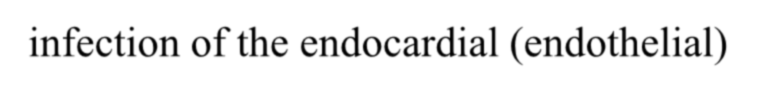 infection of the endocardial (endothelial)